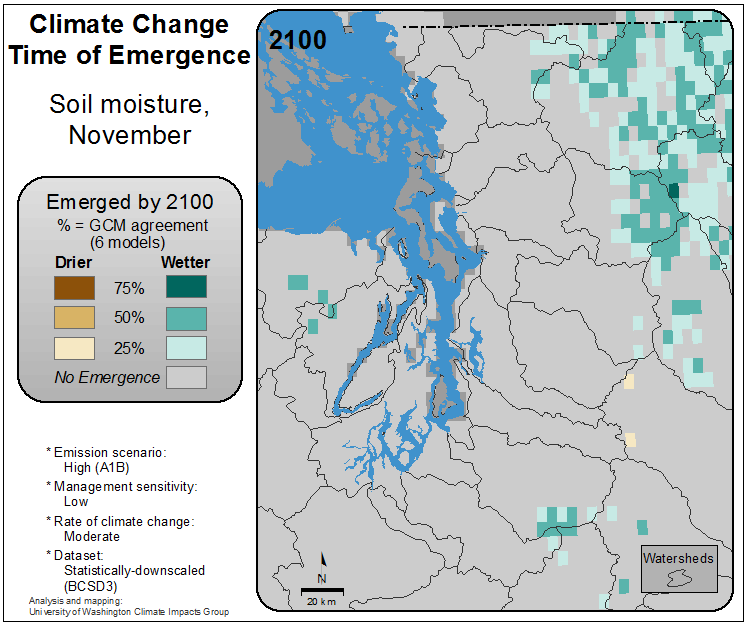 Climate Change
Time of Emergence
Soil moisture,
November
Emerged by 2100
% = GCM agreement
(6 models)
Drier
Wetter
75%
50%
25%
No Emergence
* Emission scenario:
High (A1B)
* Management sensitivity:
Low
* Rate of climate change:
Moderate
* Dataset:
Statistically-downscaled
(BCSD3)
Analysis and mapping:
University of Washington Climate Impacts Group
2100
N
20 km
Watersheds